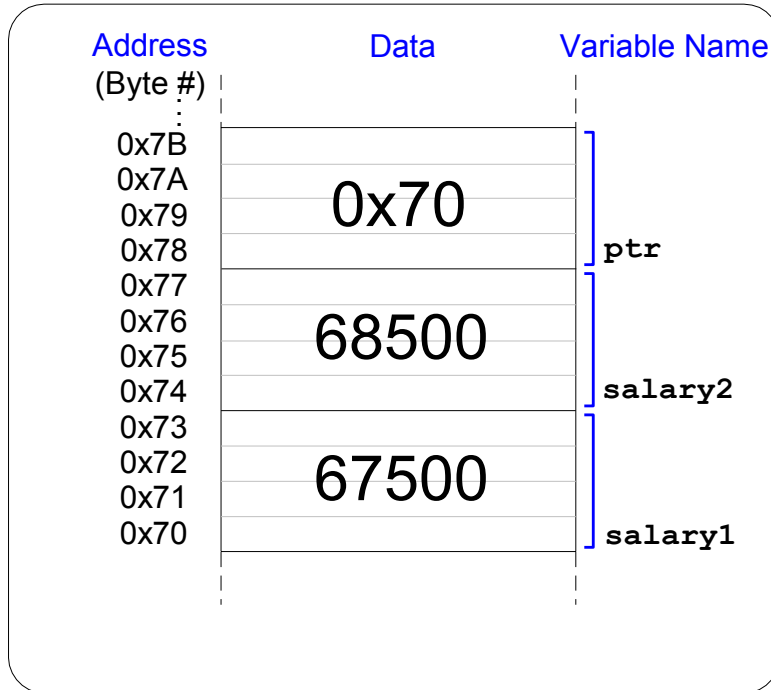 Address Data Variable Name
(Byte #)
0x7B
0x7A
0x79
0x78
0x70
ptr
0x77
0x76
0x75
0x74
68500
salary2
0x73
0x72
0x71
0x70
67500
salary1